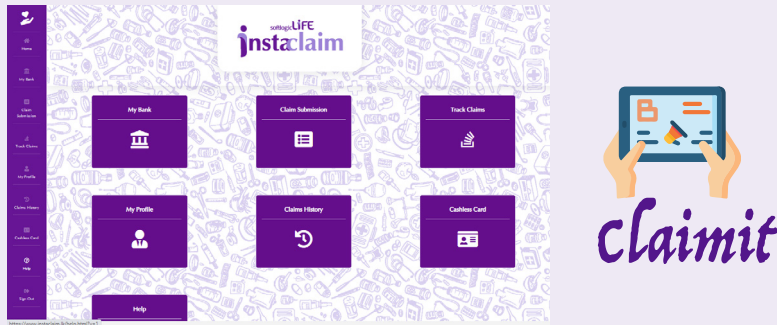 Home
My Bank
Claim
Submission
Track Claims
My Profile
Claims History
Cashless Card
Help
Sign Out
softlogic LIFE
instaclaim
My Bank
Claim Submission
Track Claims
My Profile
Claims History
Cashless Card
Help
claimit